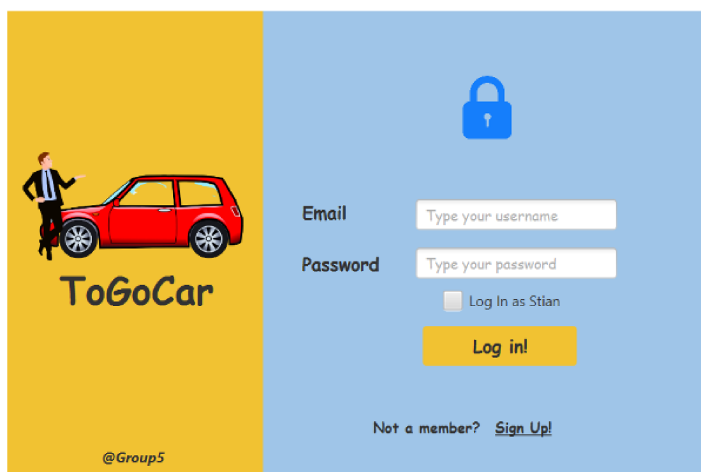 ToGoCar
@Group5
Email
Type your username
Password
Type your password
Log In as Stian
Log in!
Not a member? Sign Up!